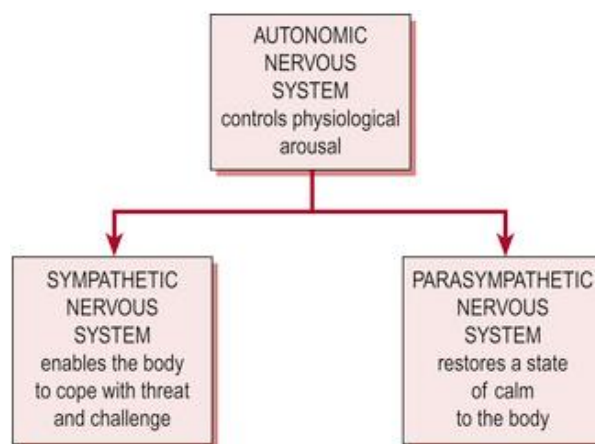 AUTONOMIC
NERVOUS
SYSTEM
controls physiological
arousal
SYMPATHETIC
NERVOUS
SYSTEM
enables the body
to cope with threat
and challenge
PARASYMPATHETIC
NERVOUS
SYSTEM
restores a state
of calm
to the body